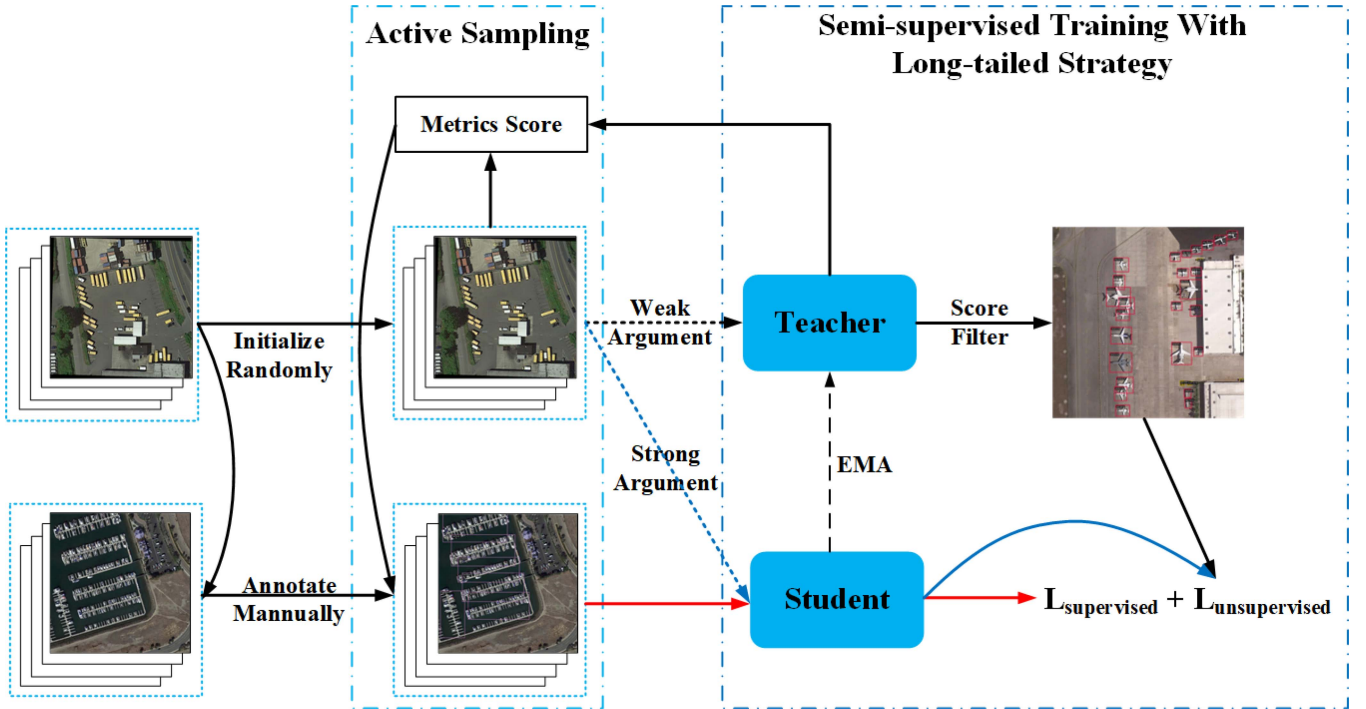 Active Sampling
Semi-supervised Training With
Long-tailed Strategy
Metrics Score
Initialize
Randomly
Weak
Argument
Teacher
Score
Filter
Strong
Argument
EMA
Annotate
Mannually
Student
Lsupervised + Lunsupervised